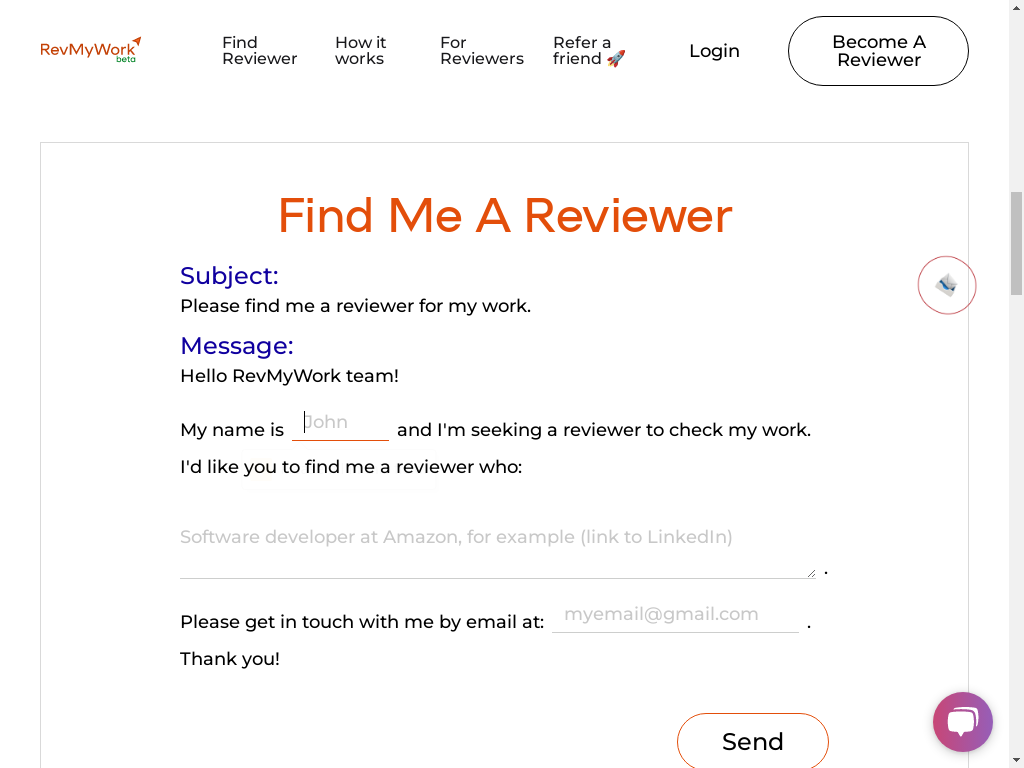 RevMyWork
beta
Find
Reviewer
How it
works
For
Reviewers
Refer a
friend 🚀
Login
Become A
Reviewer
Find Me A Reviewer
Subject:
Please find me a reviewer for my work.
Message:
Hello RevMyWork team!
My name is John and I'm seeking a reviewer to check my work.
I'd like you to find me a reviewer who:
Software developer at Amazon, for example (link to LinkedIn)
.
Please get in touch with me by email at: myemail@gmail.com .
Thank you!
Send